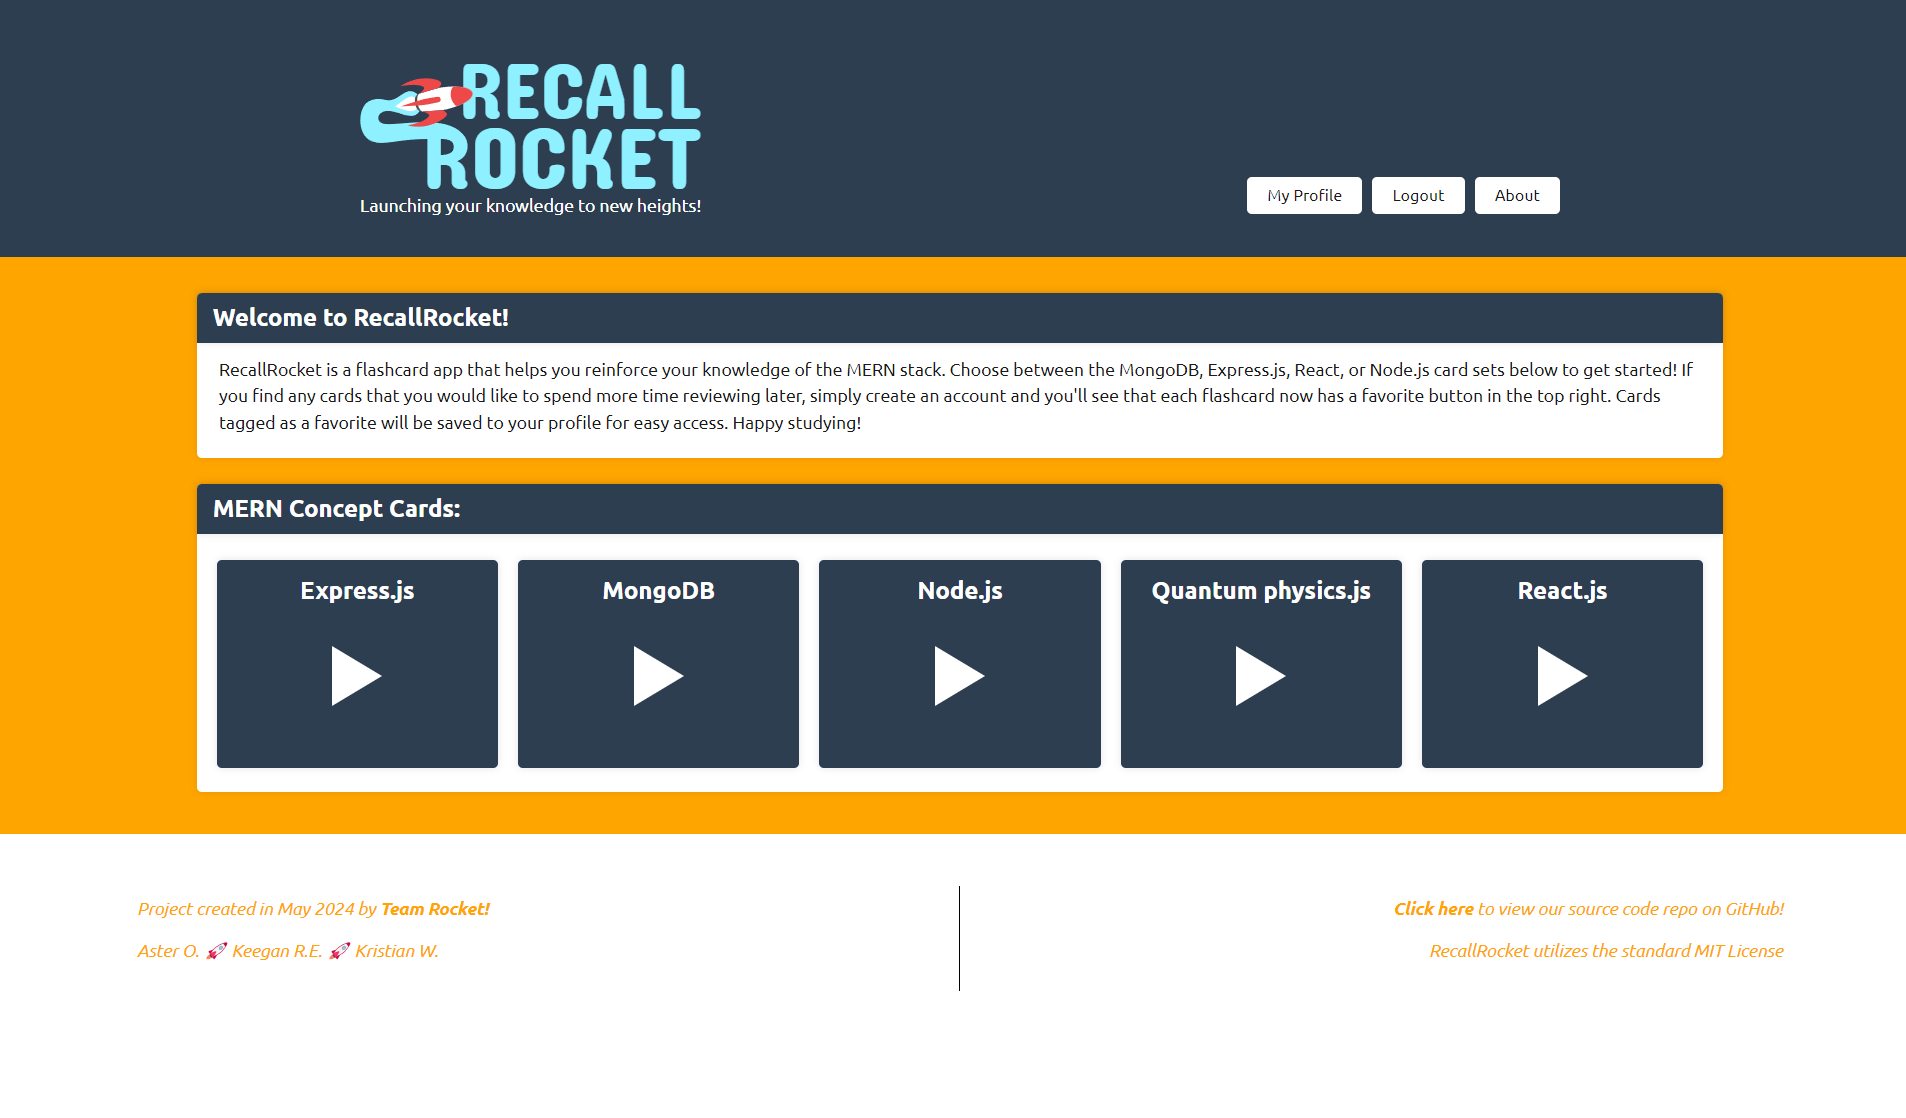 RECALL
ROCKET
Launching your knowledge to new heights!
My Profile
Logout
About
Welcome to RecallRocket!
RecallRocket is a flashcard app that helps you reinforce your knowledge of the MERN stack. Choose between the MongoDB, Express.js, React, or Node.js card sets below to get started! If
you find any cards that you would like to spend more time reviewing later, simply create an account and you'll see that each flashcard now has a favorite button in the top right. Cards
tagged as a favorite will be saved to your profile for easy access. Happy studying!
MERN Concept Cards:
Express.js
MongoDB
Node.js
Quantum physics.js
React.js
Project created in May 2024 by Team Rocket!
Aster O. 🚀 Keegan R.E. 🚀 Kristian W.
Click here to view our source code repo on GitHub!
RecallRocket utilizes the standard MIT License